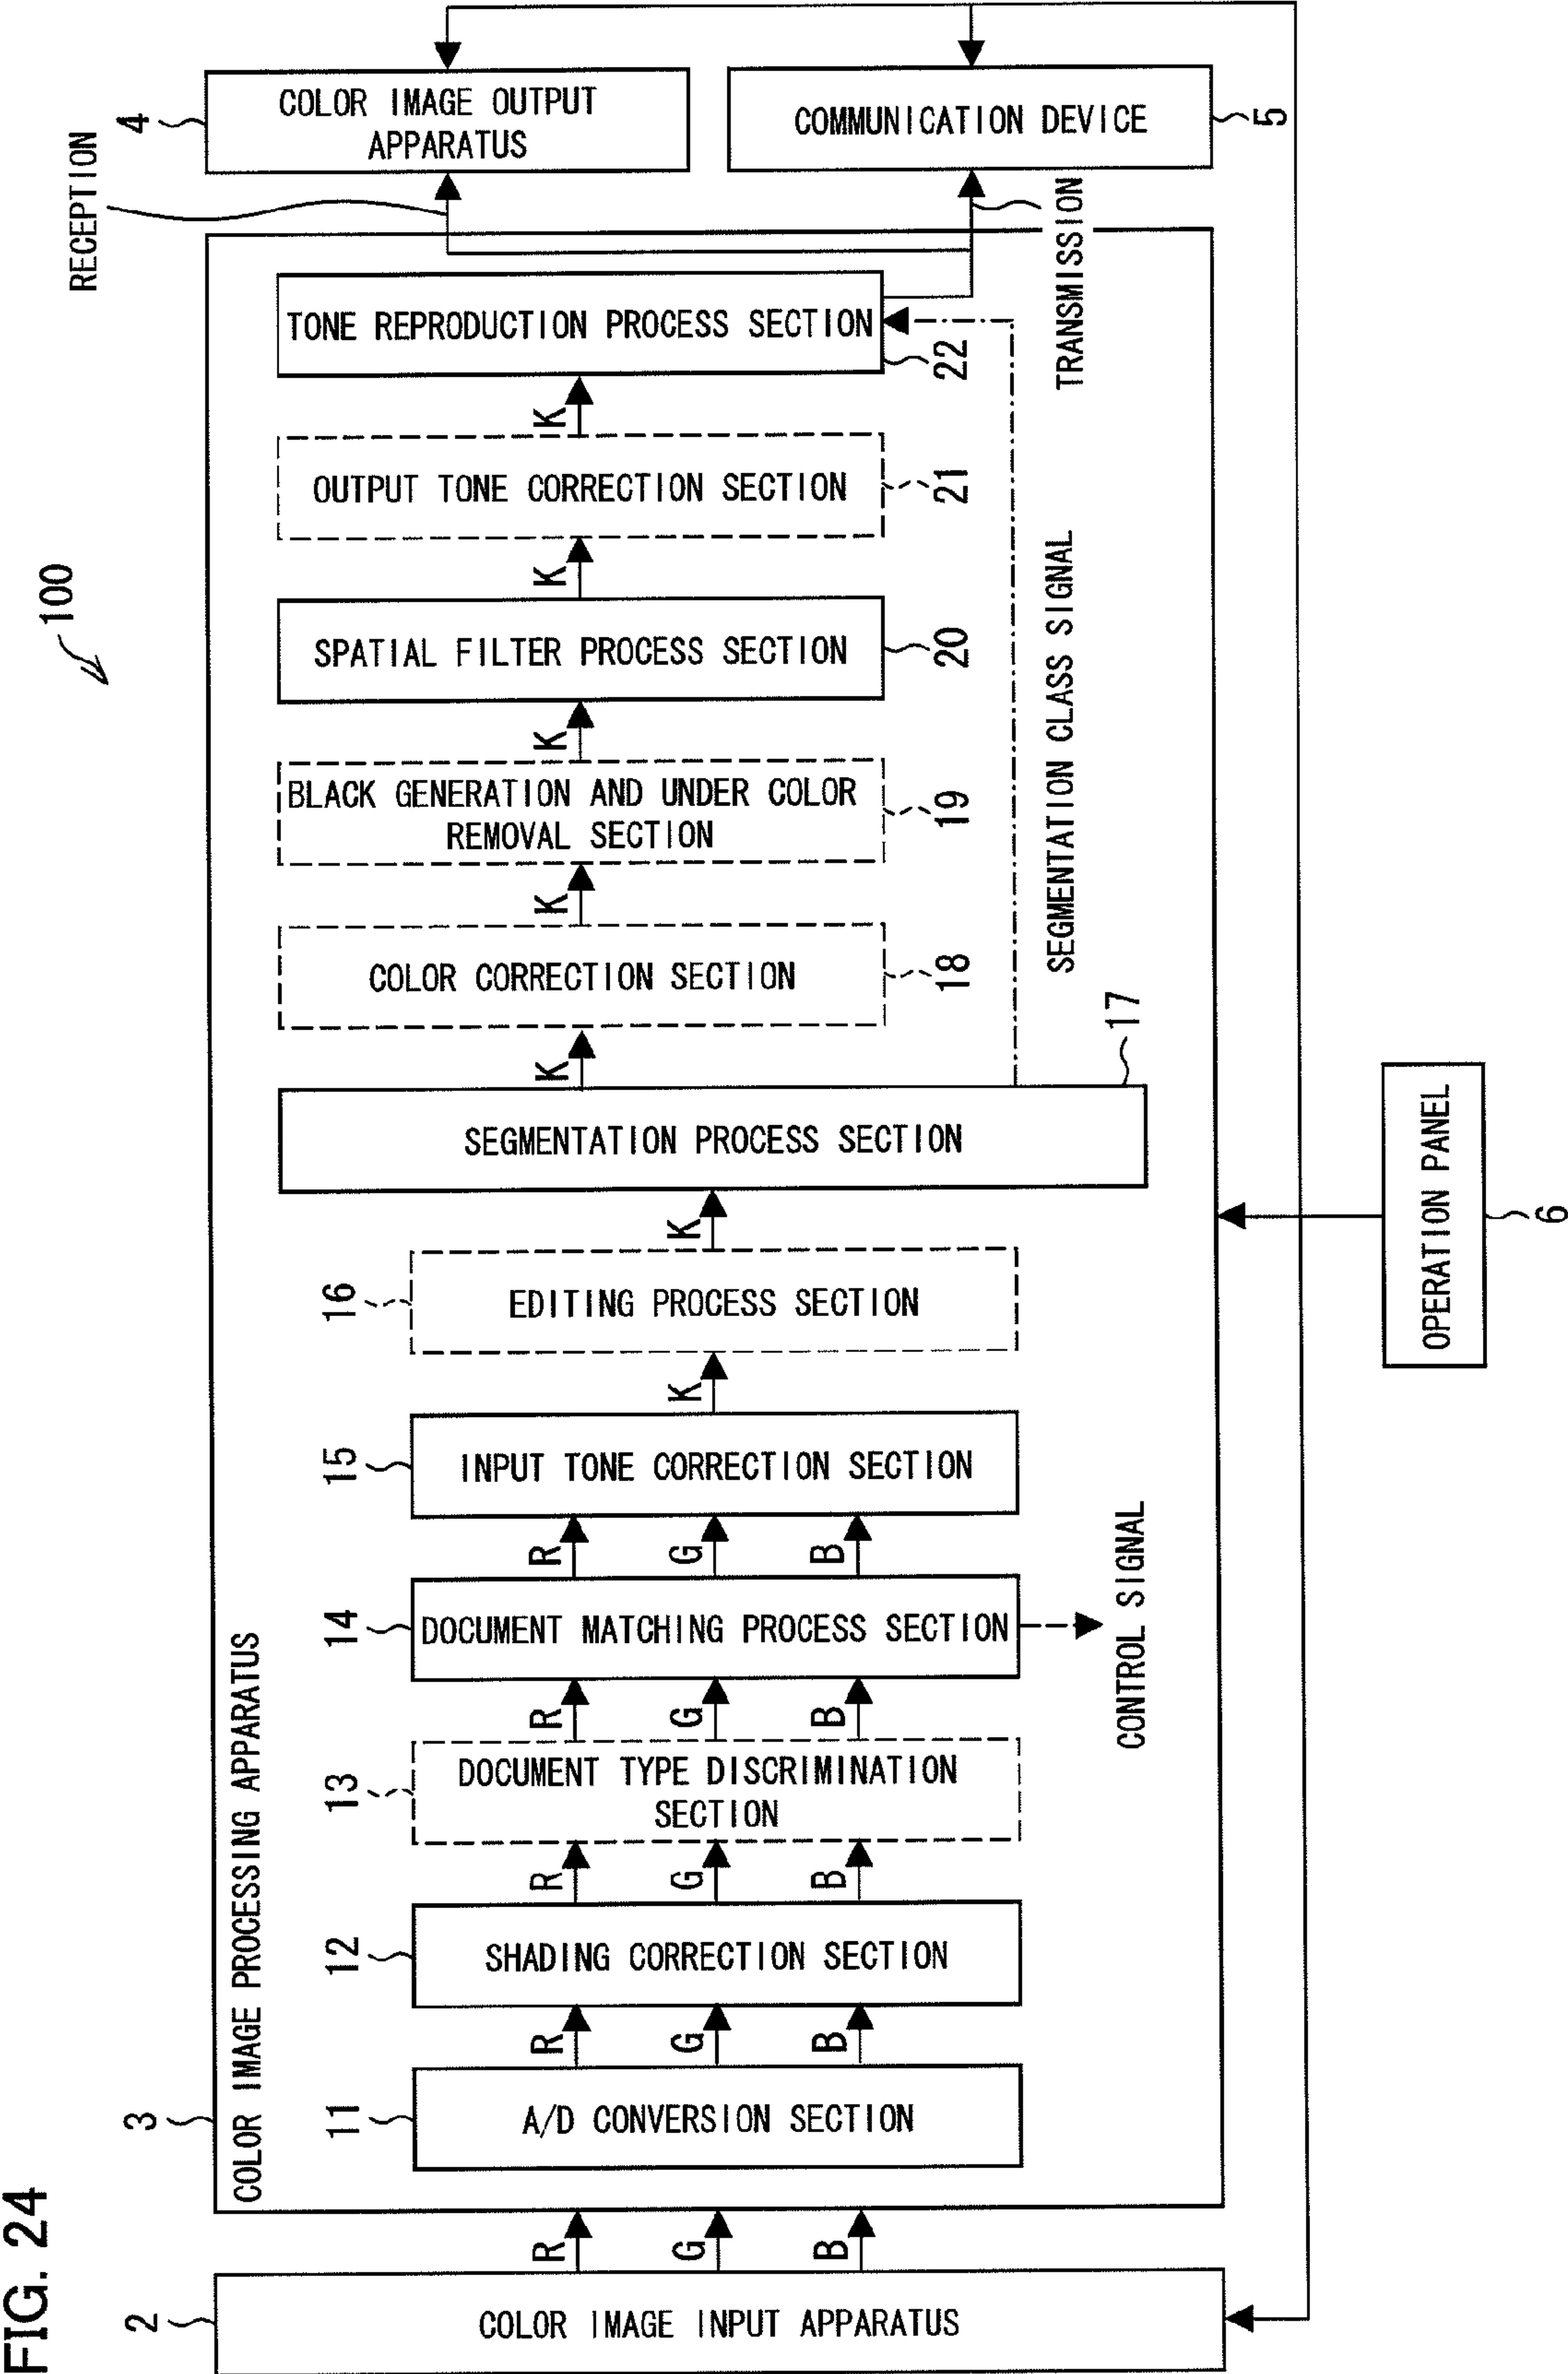 FIG. 24
100
COLOR IMAGE PROCESSING APPARATUS
3
2
COLOR IMAGE INPUT APPARATUS
R
G
B
11
A/D CONVERSION SECTION
R
G
B
12
SHADING CORRECTION SECTION
R
G
B
13
DOCUMENT TYPE DISCRIMINATION
SECTION
R
G
B
14
DOCUMENT MATCHING PROCESS SECTION
CONTROL SIGNAL
R
G
B
15
INPUT TONE CORRECTION SECTION
K
16
EDITING PROCESS SECTION
K
SEGMENTATION PROCESS SECTION
17
K
COLOR CORRECTION SECTION
18
K
BLACK GENERATION AND UNDER COLOR
REMOVAL SECTION
19
K
SPATIAL FILTER PROCESS SECTION
20
K
OUTPUT TONE CORRECTION SECTION
21
K
TONE REPRODUCTION PROCESS SECTION
22
SEGMENTATION CLASS SIGNAL
RECEPTION
TRANSMISSION
4
COLOR IMAGE OUTPUT
APPARATUS
COMMUNICATION DEVICE
5
OPERATION PANEL
6